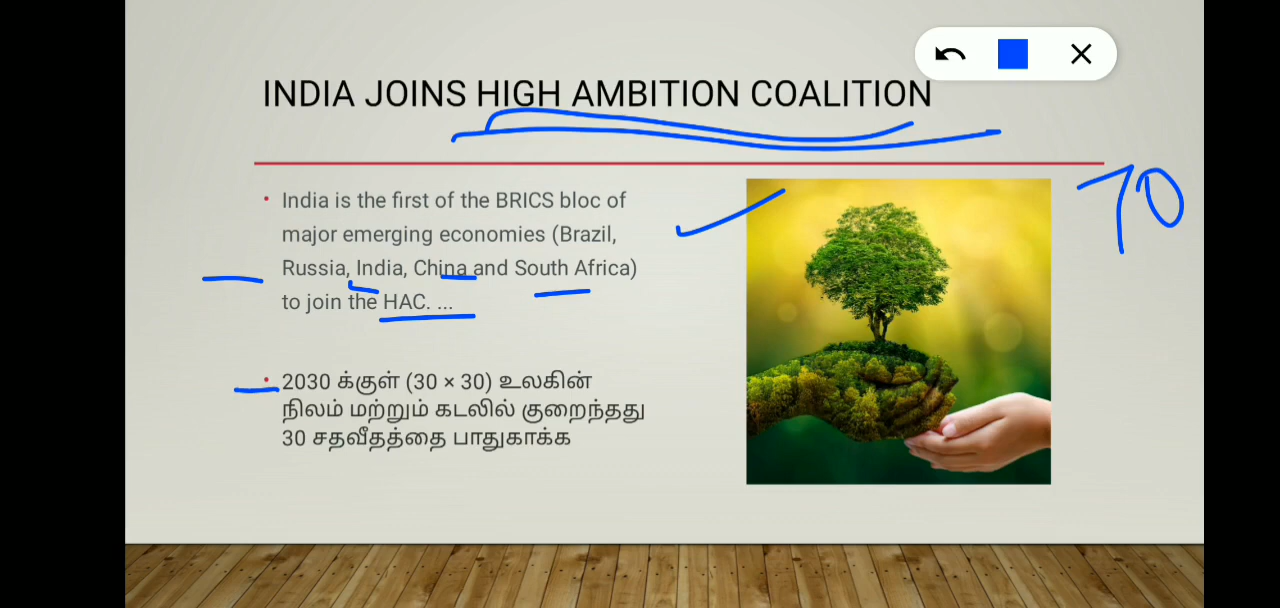 INDIA JOINS HIGH AMBITION COALITION
• India is the first of the BRICS bloc of
major emerging economies (Brazil,
Russia, India, China and South Africa)
to join the HAC. ...
• 2030 க்குள் (30 × 30) உலகின்
நிலம் மற்றும் கடலில் குறைந்தது
30 சதவீதத்தை பாதுகாக்க
70